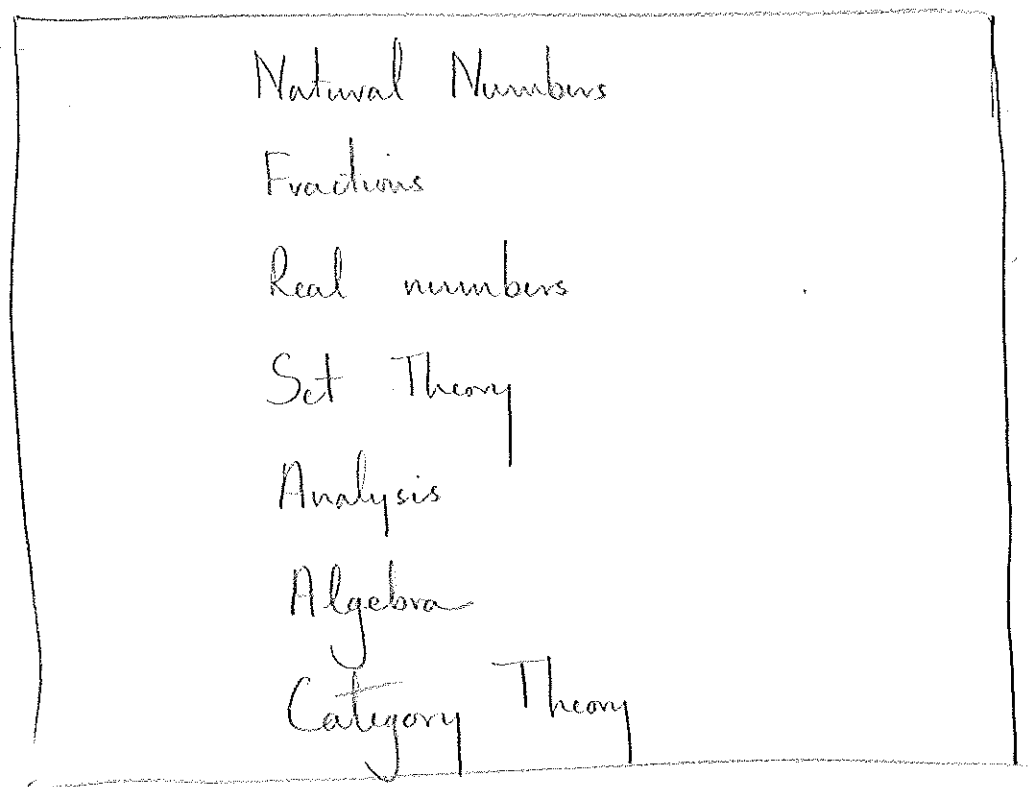 Natural Numbers
Fractions
Real numbers
Set Theory
Analysis
Algebra
Category Theory